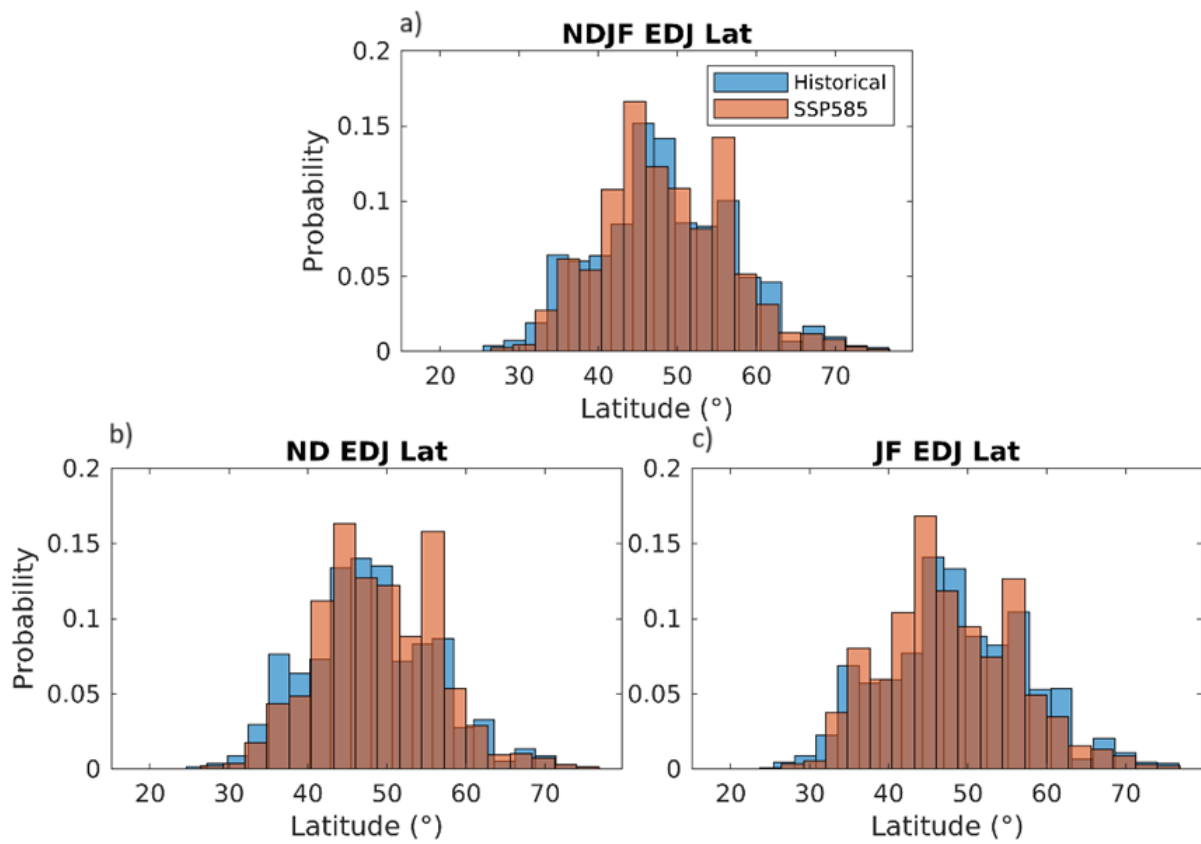 a)
NDJF EDJ Lat
0.2
0.15
0.1
0.05
0
Probability
Historical
SSP585
20 30 40 50 60 70
Latitude (°)
b)
ND EDJ Lat
0.2
0.15
0.1
0.05
0
Probability
20 30 40 50 60 70
Latitude (°)
c)
JF EDJ Lat
0.2
0.15
0.1
0.05
0
20 30 40 50 60 70
Latitude (°)